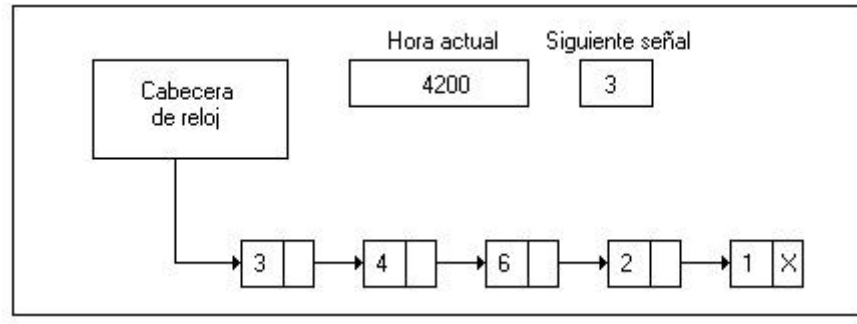 Hora actual
Siguiente señal
4200
3
Cabecera
de reloj
3
4
6
2
1
X